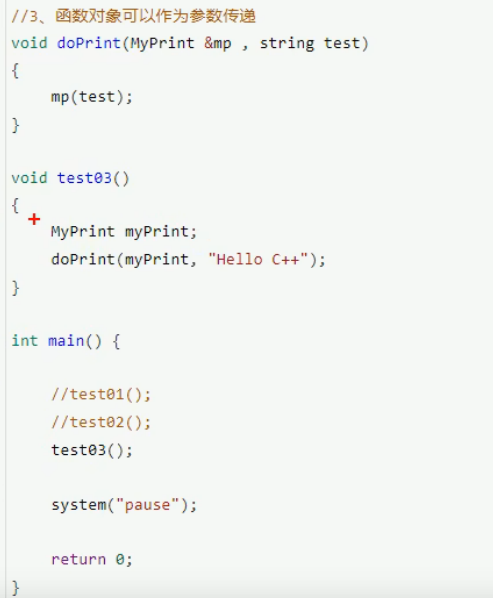 //3、函数对象可以作为参数传递
void doPrint(MyPrint &mp , string test)
{
    mp(test);
}
void test03()
{
    MyPrint myPrint;
    doPrint(myPrint, "Hello C++");
}
int main() {
    //test01();
    //test02();
    test03();
    system("pause");
    return 0;
}